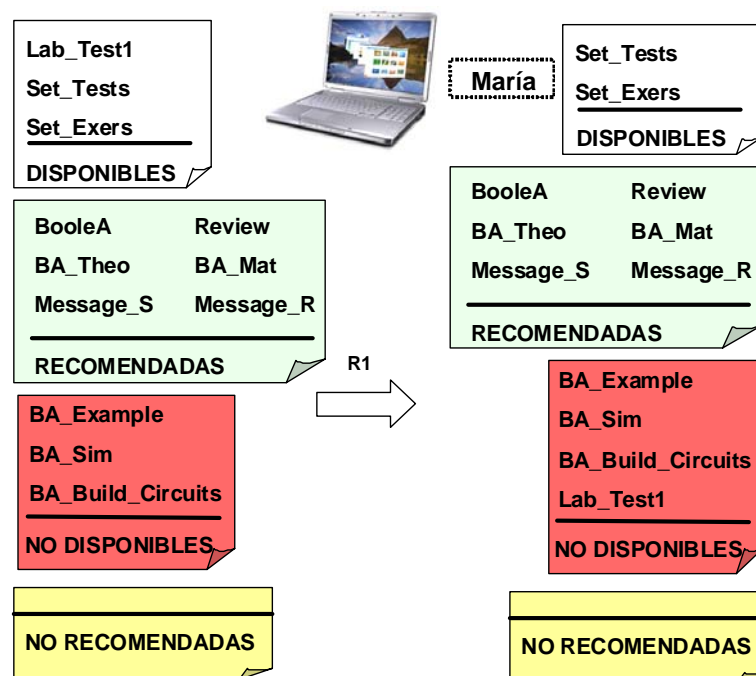 Lab_Test1
Set_Tests
Set_Exers
DISPONIBLES
María
Set_Tests
Set_Exers
DISPONIBLES
BooleA Review
BA_Theo BA_Mat
Message_S Message_R
RECOMENDADAS
R1
BooleA Review
BA_Theo BA_Mat
Message_S Message_R
RECOMENDADAS
BA_Example
BA_Sim
BA_Build_Circuits
NO DISPONIBLES
BA_Example
BA_Sim
BA_Build_Circuits
Lab_Test1
NO DISPONIBLES
NO RECOMENDADAS
NO RECOMENDADAS